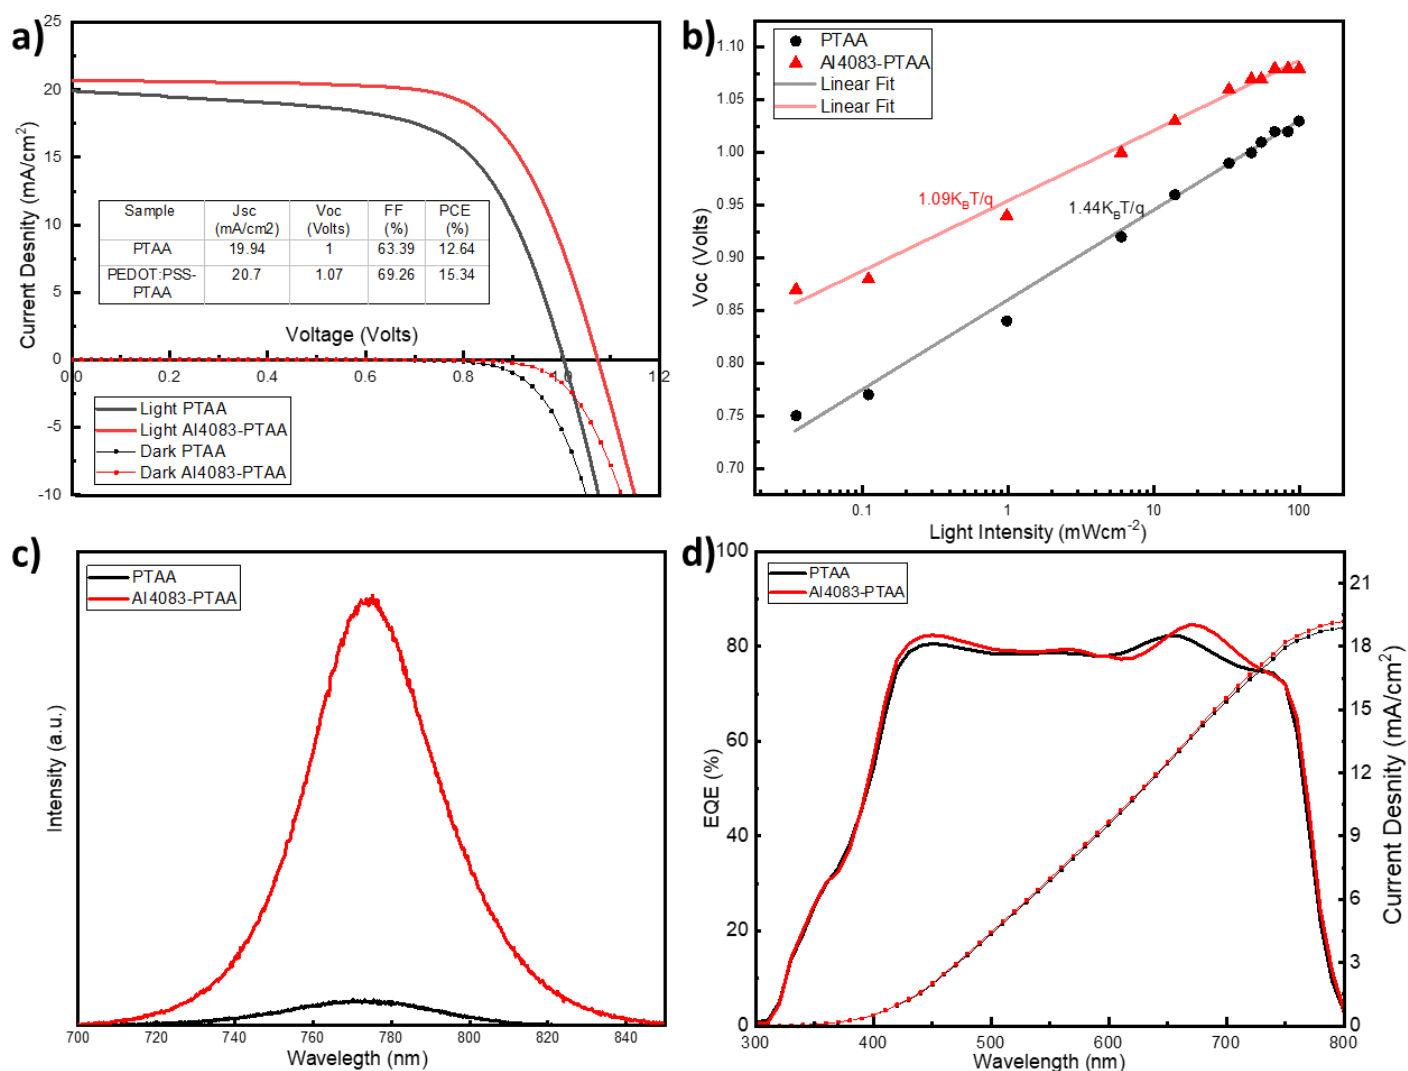 a)
25
20
15
10
5
0
-5
-10
Current Desnity (mA/cm²)
Sample Jsc (mA/cm2) Voc (Volts) FF (%) PCE (%)
PTAA 19.94 1 63.39 12.64
PEDOT:PSS-PTAA 20.7 1.07 69.26 15.34
Voltage (Volts)
0.0 0.2 0.4 0.6 0.8 1.0 1.2
Light PTAA
Light Al4083-PTAA
Dark PTAA
Dark Al4083-PTAA
b)
1.10
1.05
1.00
0.95
0.90
0.85
0.80
0.75
0.70
Voc (Volts)
PTAA
Al4083-PTAA
Linear Fit
Linear Fit
1.09K_BT/q
1.44K_BT/q
0.1 1 10 100
Light Intensity (mWcm⁻²)
c)
PTAA
Al4083-PTAA
Intensity (a.u.)
700 720 740 760 780 800 820 840
Wavelegth (nm)
d)
100
80
60
40
20
0
EQE (%)
PTAA
Al4083-PTAA
21
18
15
12
9
6
3
0
Current Desnity (mA/cm²)
300 400 500 600 700 800
Wavelength (nm)